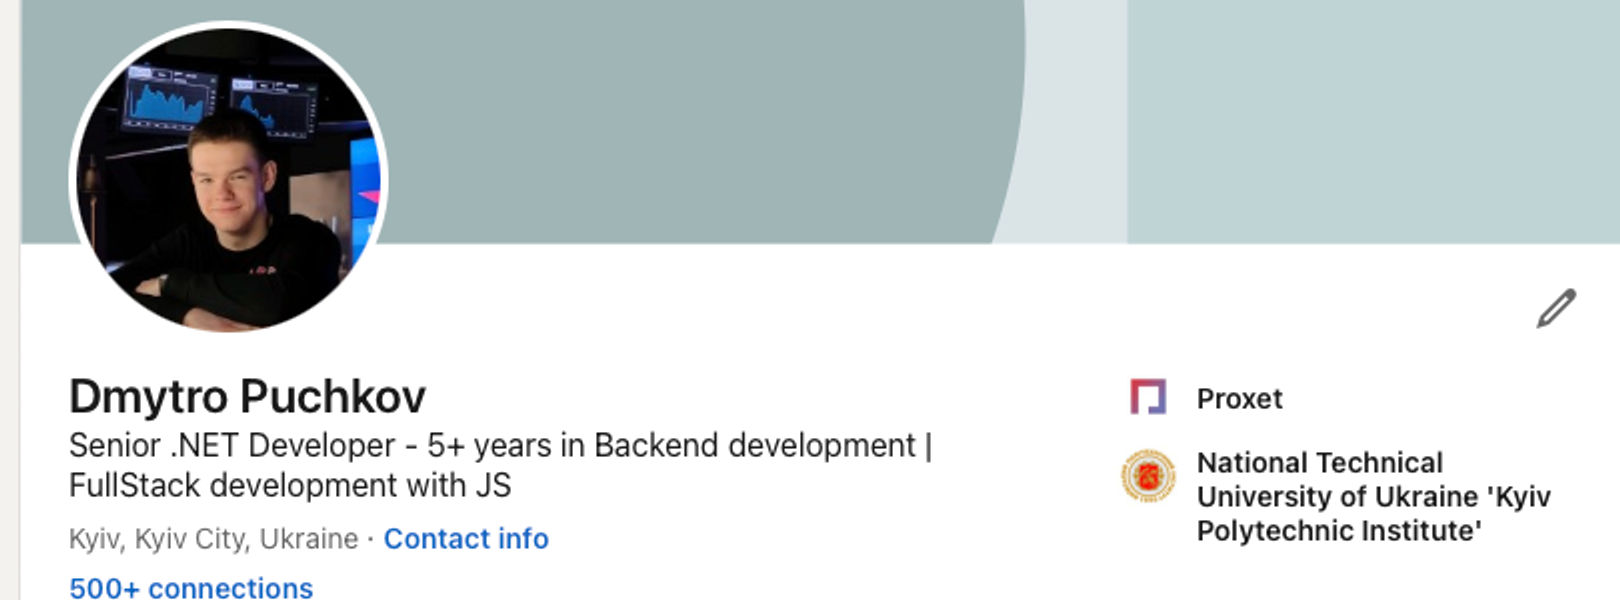 Dmytro Puchkov
Senior .NET Developer - 5+ years in Backend development |
FullStack development with JS
Kyiv, Kyiv City, Ukraine · Contact info
500+ connections
Proxet
National Technical
University of Ukraine 'Kyiv
Polytechnic Institute'